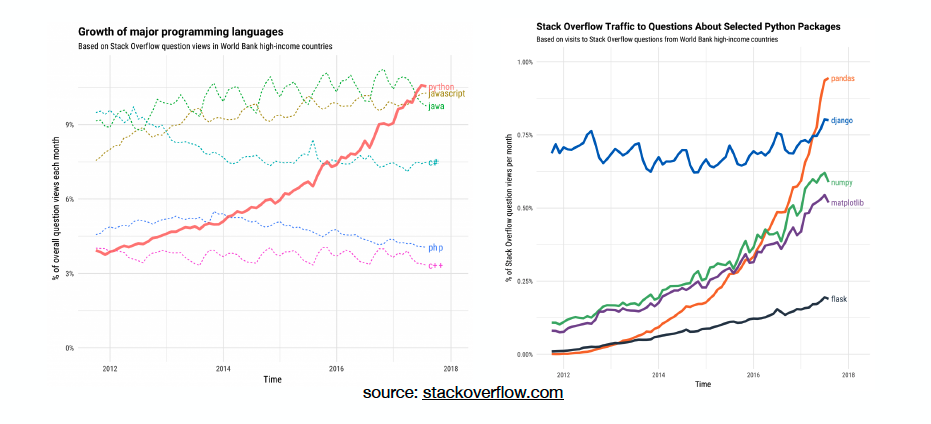 Growth of major programming languages
Based on Stack Overflow question views in World Bank high-income countries
% of overall question views each month
9%
6%
3%
0%
python
javascript
java
c#
php
c++
2012
2014
2016
2018
Time
Stack Overflow Traffic to Questions About Selected Python Packages
Based on visits to Stack Overflow questions from World Bank high-income countries
% of Stack Overflow question views per month
1.00%
0.75%
0.50%
0.25%
0.00%
pandas
django
numpy
matplotlib
flask
2012
2014
2016
2018
Time
source: stackoverflow.com